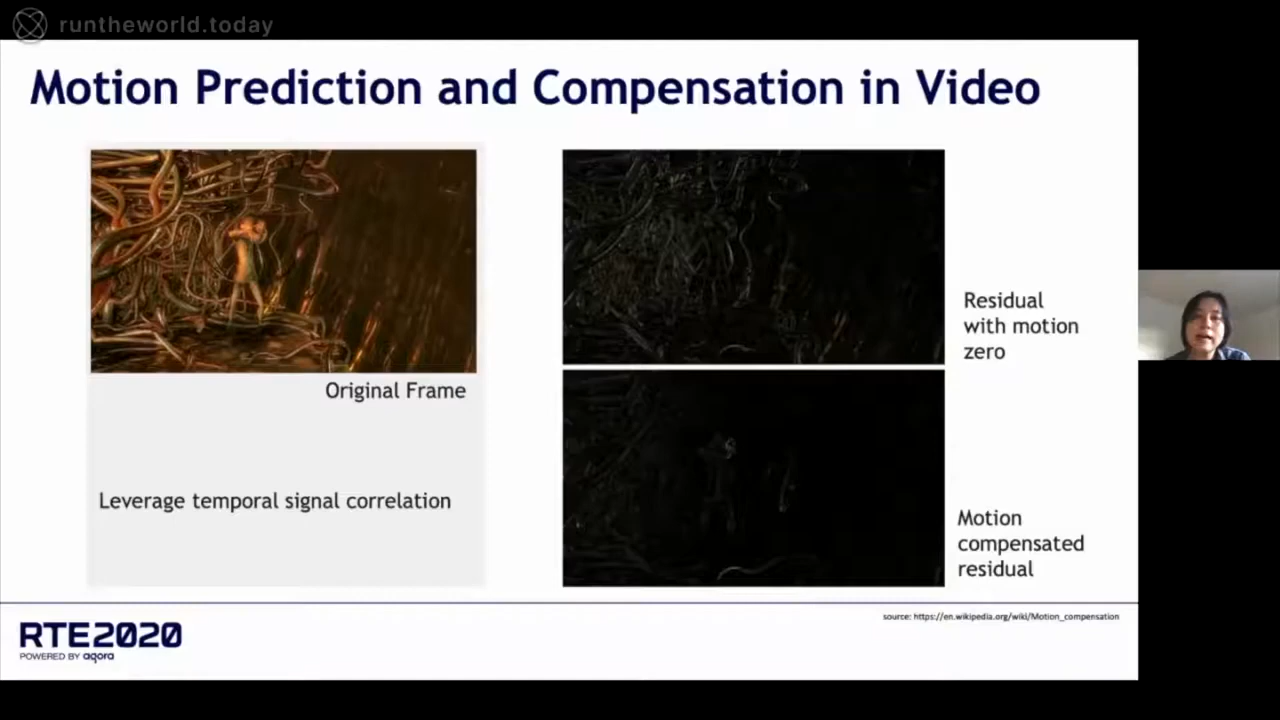 runtheworld.today
Motion Prediction and Compensation in Video
Original Frame
Leverage temporal signal correlation
Residual
with motion
zero
Motion
compensated
residual
source: https://en.wikipedia.org/wiki/Motion_compensation
RTE2020
POWERED BY agora